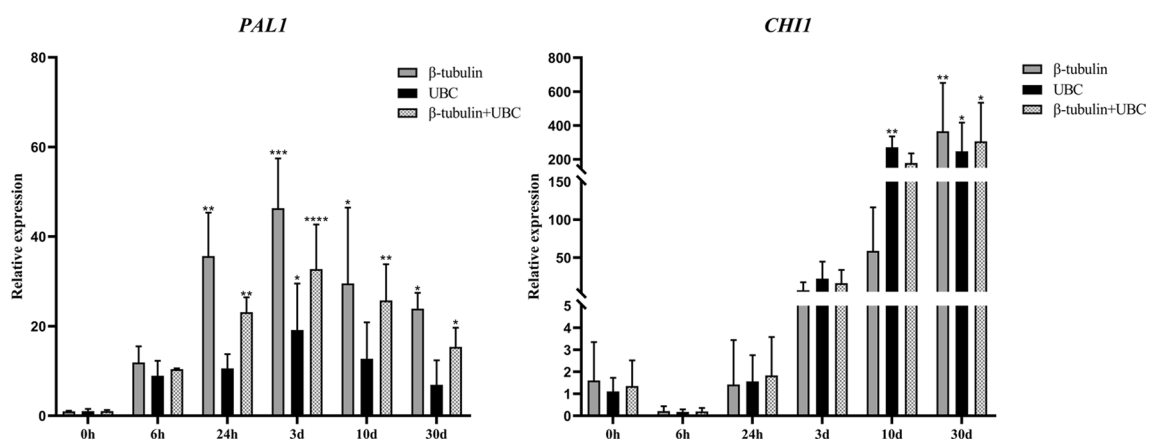 PAL1
80
60
40
20
0
Relative expression
β-tubulin
UBC
β-tubulin+UBC
**
**
***
*
****
*
**
*
*
0h 6h 24h 3d 10d 30d
CHI1
800
600
400
200
150
100
50
5
4
3
2
1
0
Relative expression
β-tubulin
UBC
β-tubulin+UBC
**
**
*
*
0h 6h 24h 3d 10d 30d